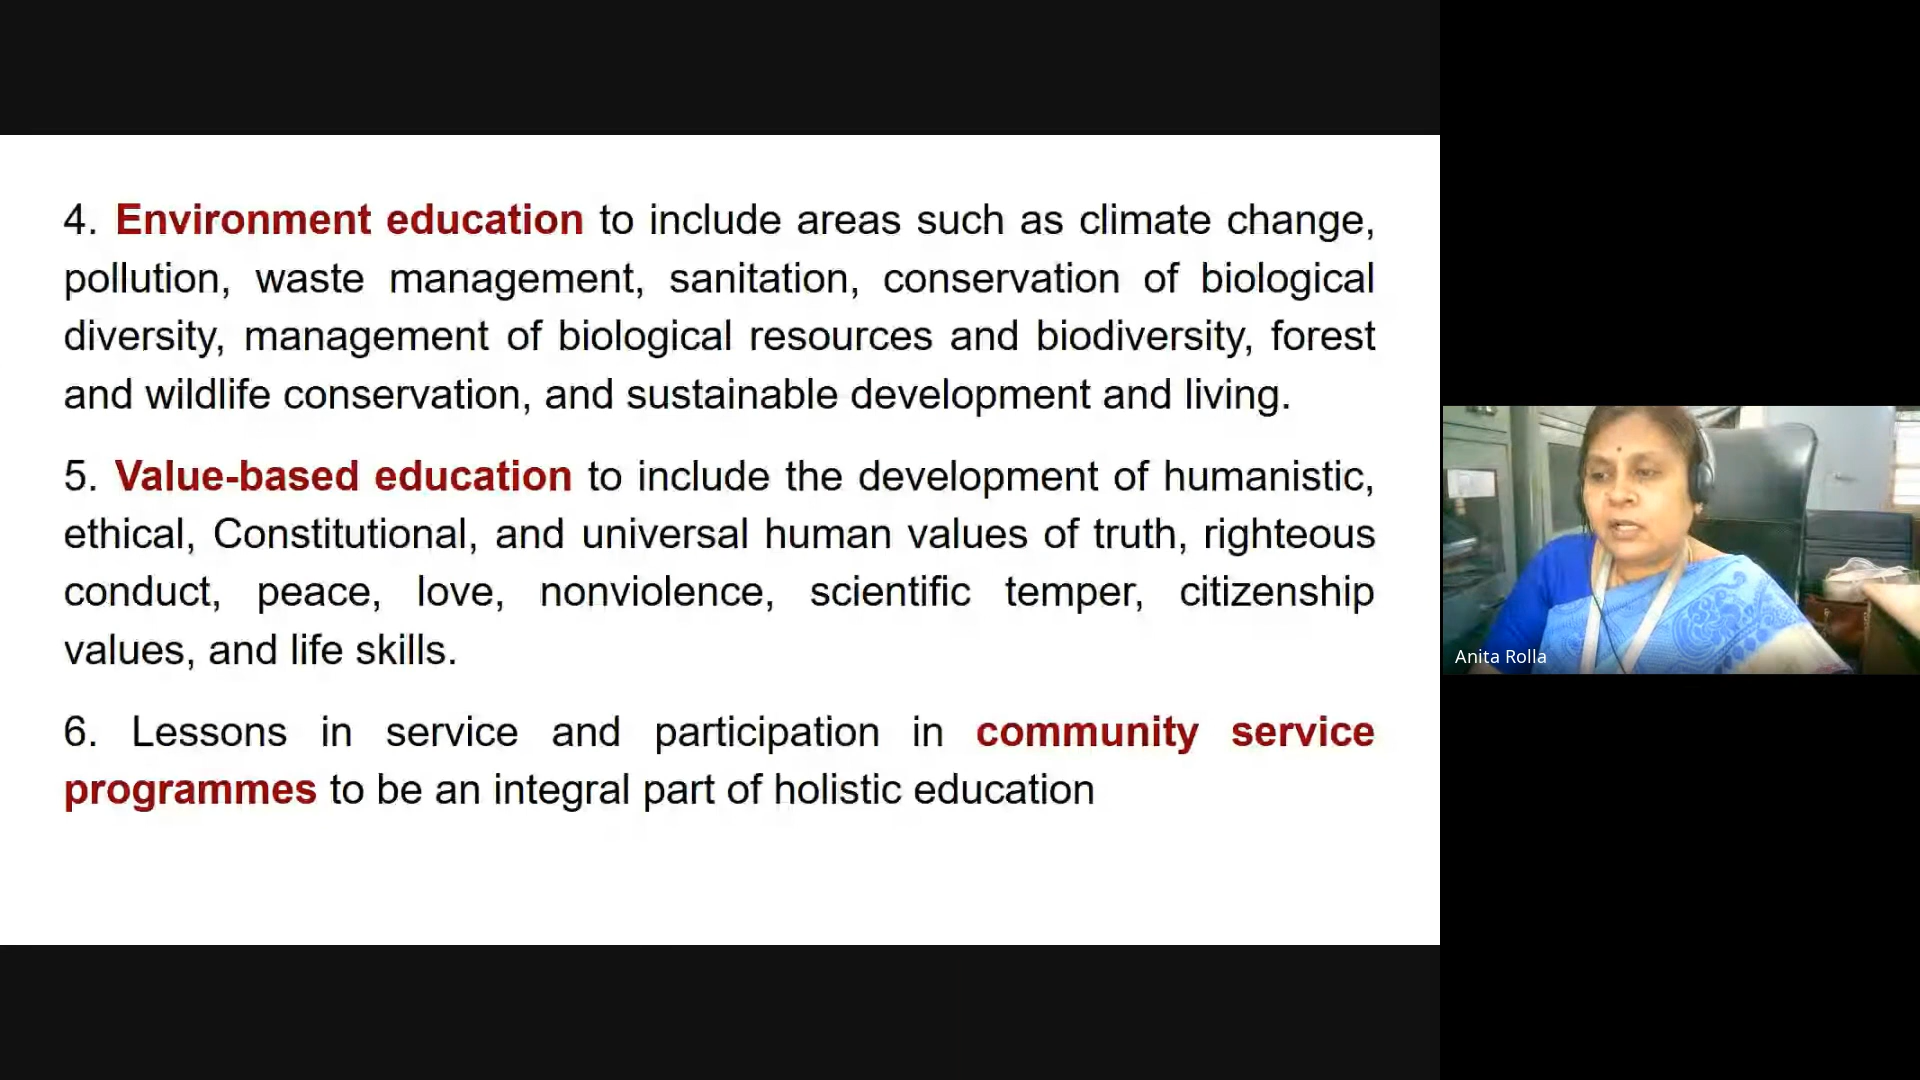 4. Environment education to include areas such as climate change,
pollution, waste management, sanitation, conservation of biological
diversity, management of biological resources and biodiversity, forest
and wildlife conservation, and sustainable development and living.
5. Value-based education to include the development of humanistic,
ethical, Constitutional, and universal human values of truth, righteous
conduct, peace, love, nonviolence, scientific temper, citizenship
values, and life skills.
6. Lessons in service and participation in community service
programmes to be an integral part of holistic education
Anita Rolla